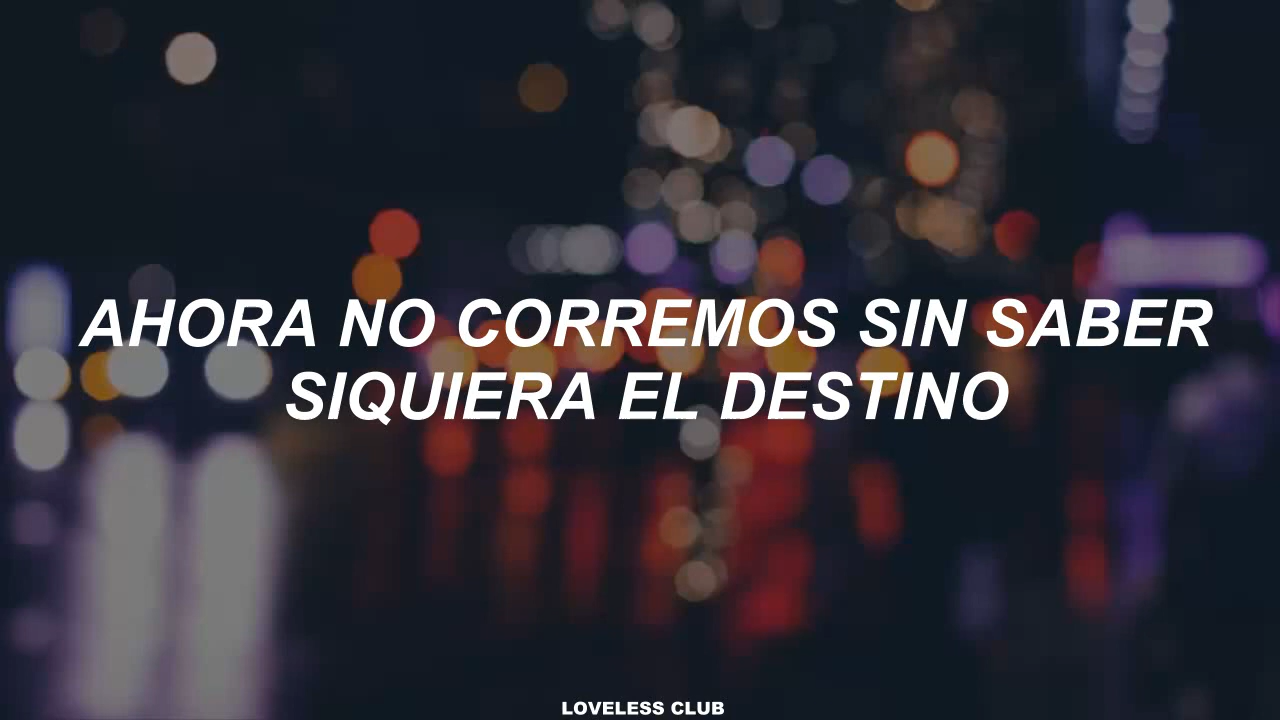 AHORA NO CORREMOS SIN SABER
SIQUIERA EL DESTINO
LOVELESS CLUB